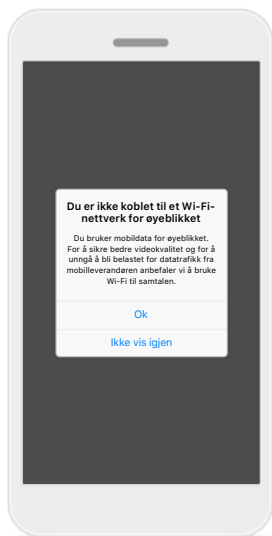 Du er ikke koblet til et Wi-Fi-
nettverk for øyeblikket
Du bruker mobildata for øyeblikket.
For å sikre bedre videokvalitet og for å
unngå å bli belastet for datatrafikk fra
mobilleverandøren anbefaler vi å bruke
Wi-Fi til samtalen.
Ok
Ikke vis igjen